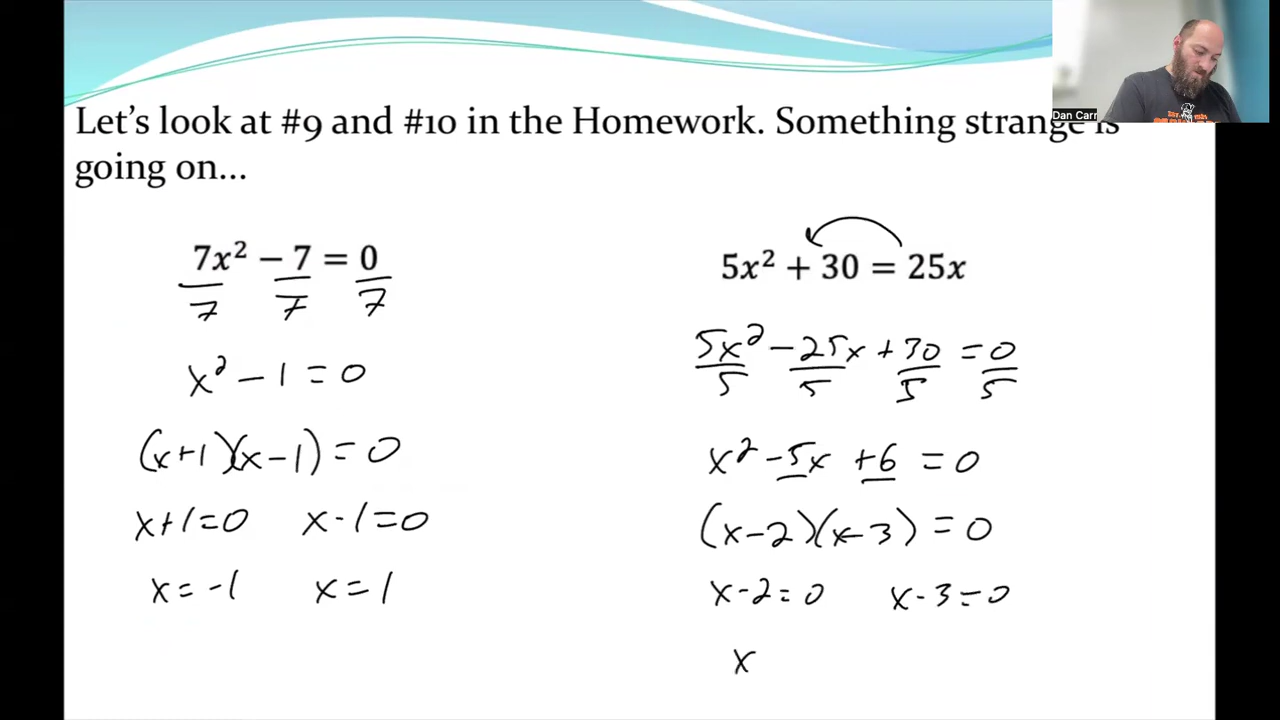 Let's look at #9 and #10 in the Homework. Something strange is
going on...
Dan Carr
7x² − 7 = 0
7 7 7
x² − 1 = 0
(x+1)(x−1) = 0
x+1=0 x-1=0
x=-1 x=1
5x² + 30 = 25x
5x² − 25x + 30 = 0
5 5 5 5
x² − 5x + 6 = 0
(x−2)(x−3) = 0
x-2=0 x-3=0
x